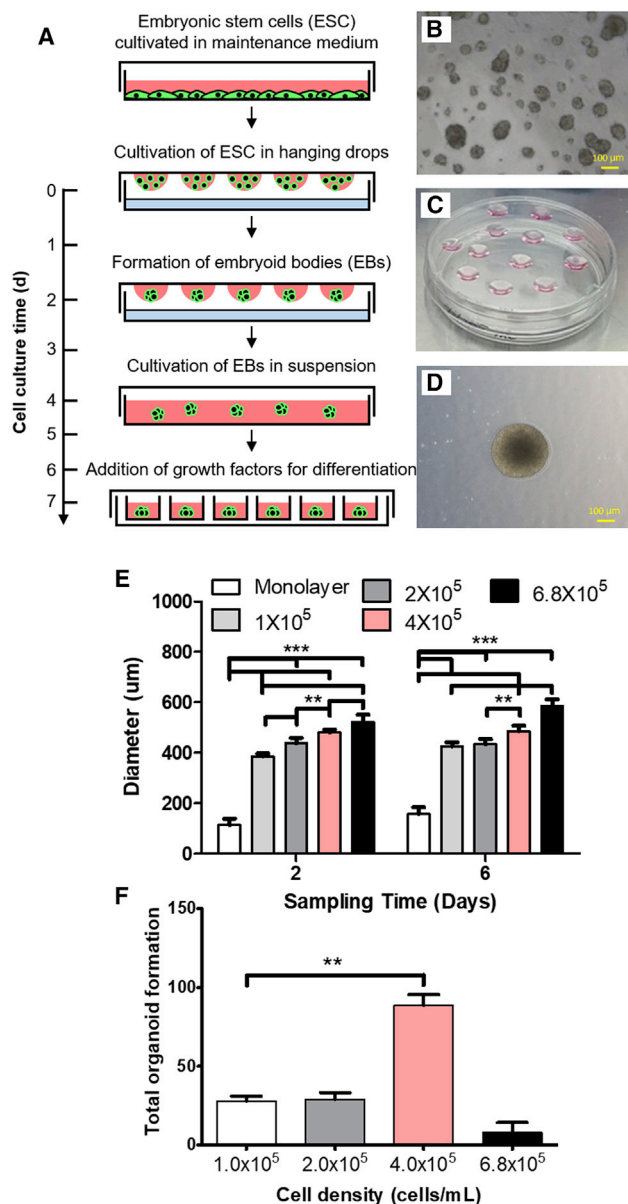 A
Embryonic stem cells (ESC)
cultivated in maintenance medium
Cultivation of ESC in hanging drops
Formation of embryoid bodies (EBs)
Cultivation of EBs in suspension
Addition of growth factors for differentiation
Cell culture time (d)
0
1
2
3
4
5
6
7
B
100 µm
C
D
100 µm
E
Monolayer
1X10⁵
2X10⁵
4X10⁵
6.8X10⁵
Diameter (um)
1000
800
600
400
200
0
***
**
***
**
2
6
Sampling Time (Days)
F
Total organoid formation
150
100
50
0
**
1.0x10⁵
2.0x10⁵
4.0x10⁵
6.8x10⁵
Cell density (cells/mL)